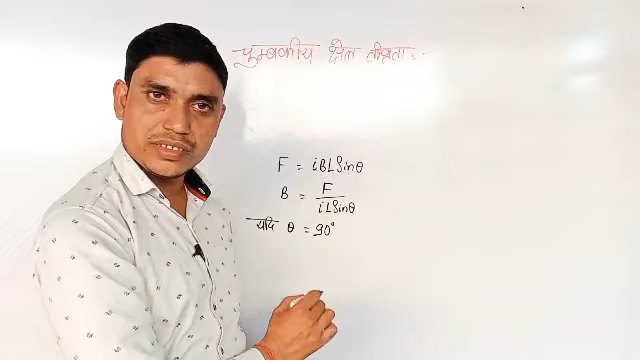 चुम्बकीय क्षेत्र तीव्रता :-
F = iBLSinθ
B = F / iLSinθ
यदि θ = 90°